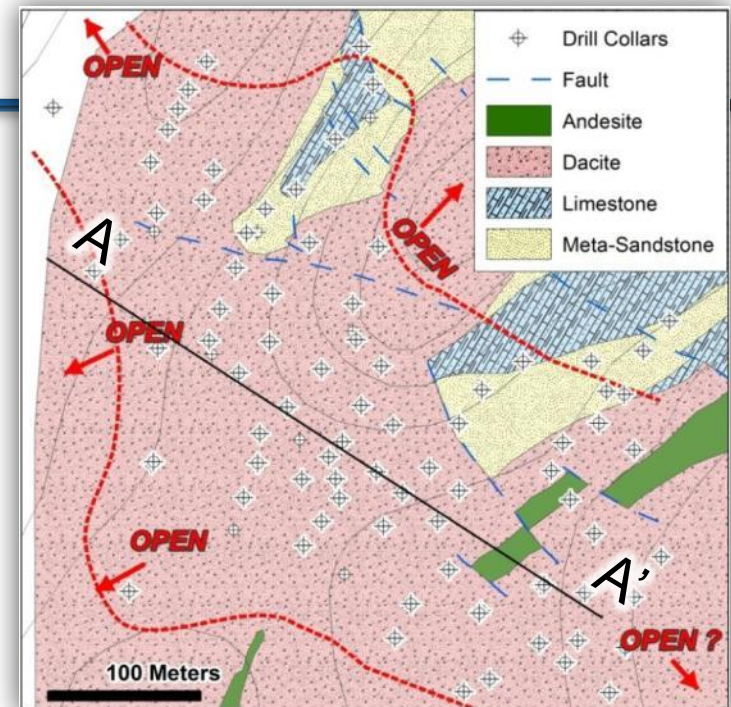 OPEN
Drill Collars
Fault
Andesite
Dacite
Limestone
Meta-Sandstone
A
OPEN
OPEN
OPEN
A’
OPEN ?
100 Meters